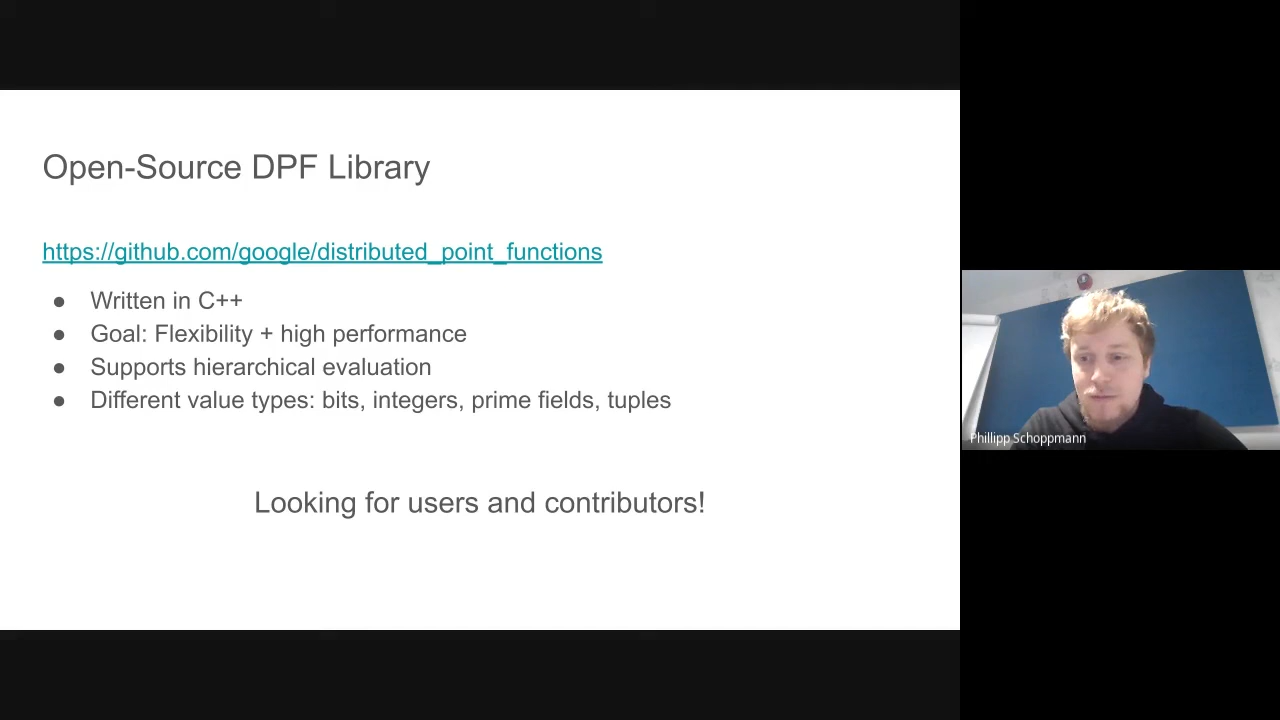 Open-Source DPF Library
https://github.com/google/distributed_point_functions
● Written in C++
● Goal: Flexibility + high performance
● Supports hierarchical evaluation
● Different value types: bits, integers, prime fields, tuples
Looking for users and contributors!
Phillipp Schoppmann